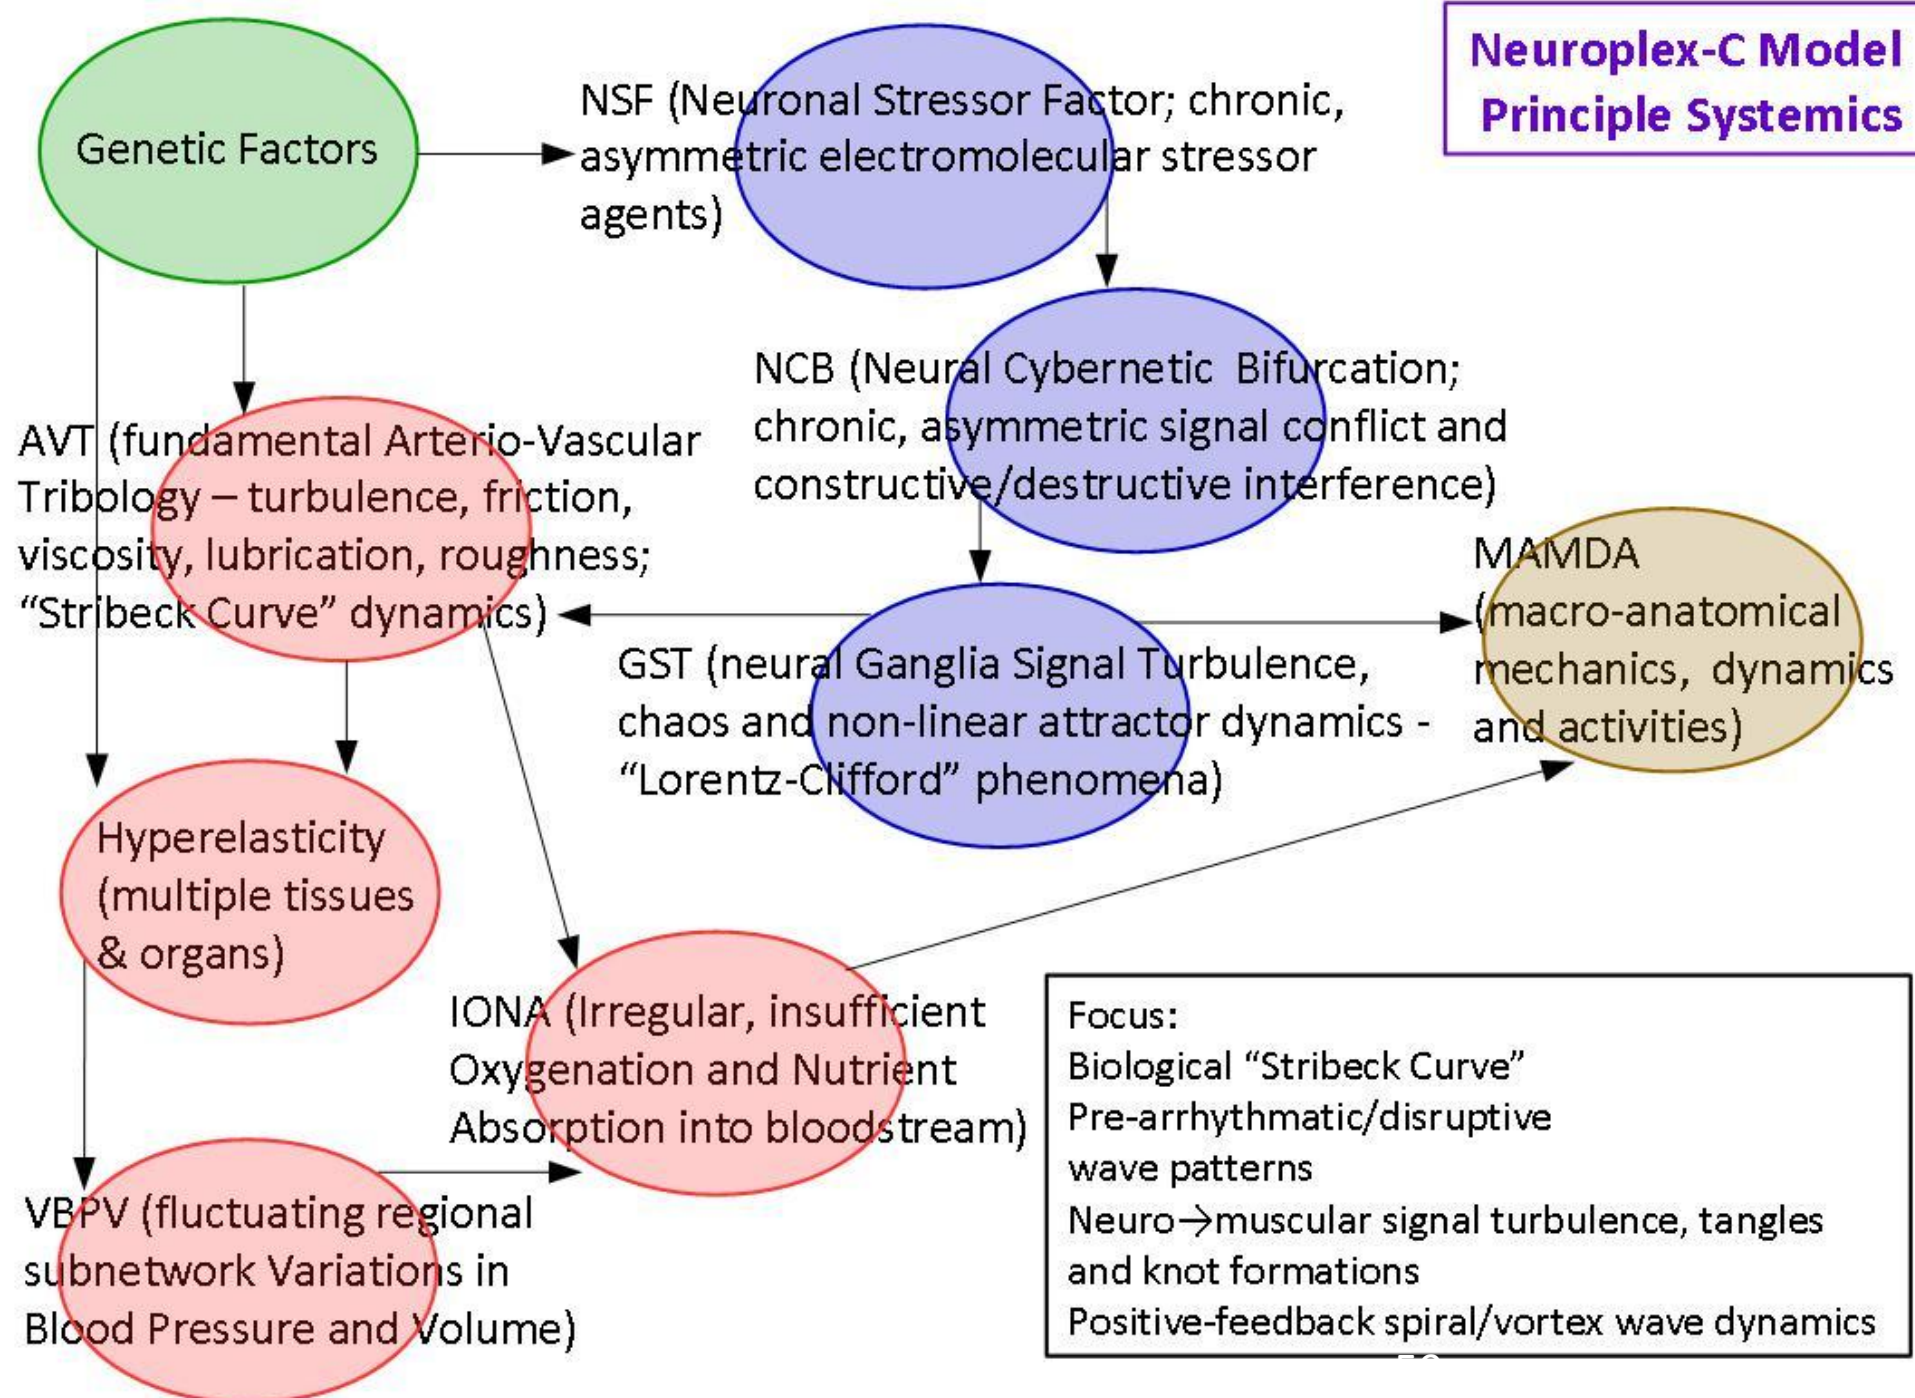 Neuroplex-C Model
Principle Systemics
Genetic Factors
NSF (Neuronal Stressor Factor; chronic,
asymmetric electromolecular stressor
agents)
NCB (Neural Cybernetic Bifurcation;
chronic, asymmetric signal conflict and
constructive/destructive interference)
AVT (fundamental Arterio-Vascular
Tribology – turbulence, friction,
viscosity, lubrication, roughness;
“Stribeck Curve” dynamics)
MAMDA
(macro-anatomical
mechanics, dynamics
and activities)
GST (neural Ganglia Signal Turbulence,
chaos and non-linear attractor dynamics -
“Lorentz-Clifford” phenomena)
Hyperelasticity
(multiple tissues
& organs)
IONA (Irregular, insufficient
Oxygenation and Nutrient
Absorption into bloodstream)
VBPV (fluctuating regional
subnetwork Variations in
Blood Pressure and Volume)
Focus:
Biological “Stribeck Curve”
Pre-arrhythmatic/disruptive
wave patterns
Neuro→muscular signal turbulence, tangles
and knot formations
Positive-feedback spiral/vortex wave dynamics